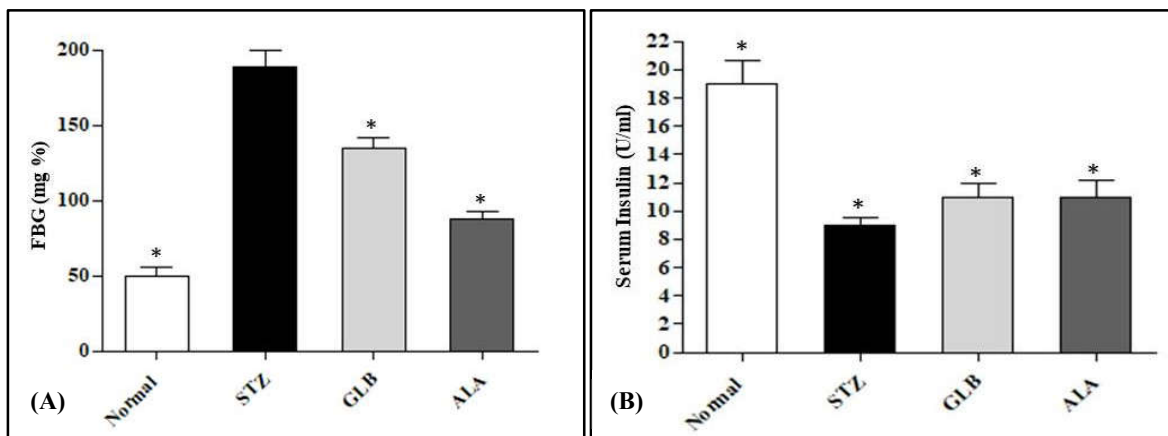 200
150
100
50
0
FBG (mg %)
*
*
*
Normal
STZ
GLB
ALA
(A)
22
20
18
16
14
12
10
8
6
4
2
0
Serum Insulin (U/ml)
*
*
*
*
Normal
STZ
GLB
ALA
(B)